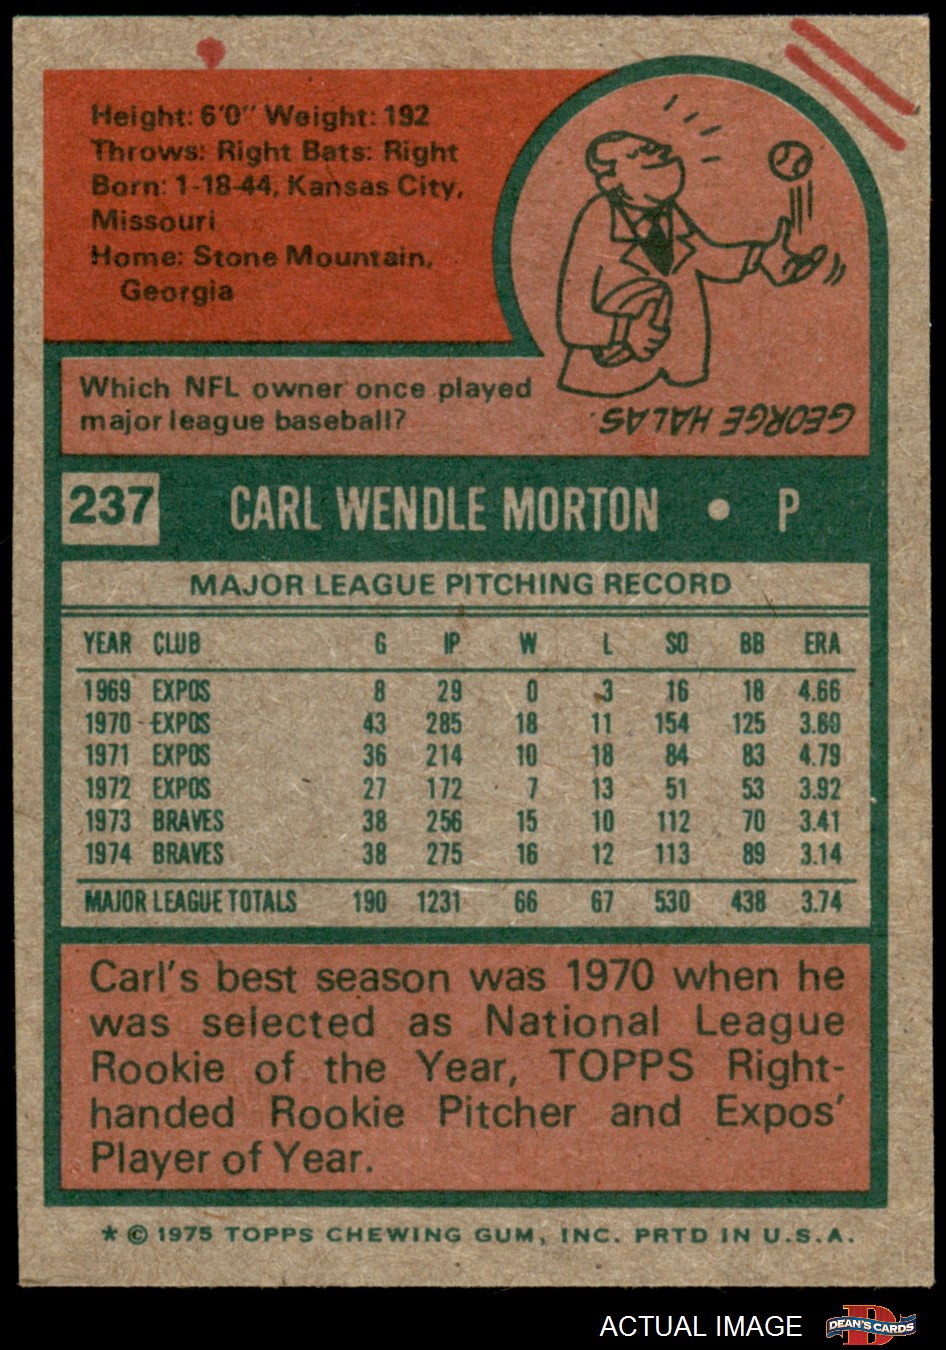 Height: 6'0" Weight: 192
Throws: Right Bats: Right
Born: 1-18-44, Kansas City,
Missouri
Home: Stone Mountain,
Georgia
Which NFL owner once played
major league baseball?
GEORGE HALAS.
237 CARL WENDLE MORTON • P
MAJOR LEAGUE PITCHING RECORD
YEAR CLUB G IP W L SO BB ERA
1969 EXPOS 8 29 0 3 16 18 4.66
1970 EXPOS 43 285 18 11 154 125 3.60
1971 EXPOS 36 214 10 18 84 83 4.79
1972 EXPOS 27 172 7 13 51 53 3.92
1973 BRAVES 38 256 15 10 112 70 3.41
1974 BRAVES 38 275 16 12 113 89 3.14
MAJOR LEAGUE TOTALS 190 1231 66 67 530 438 3.74
Carl's best season was 1970 when he
was selected as National League
Rookie of the Year, TOPPS Right-
handed Rookie Pitcher and Expos'
Player of Year.
* © 1975 TOPPS CHEWING GUM, INC. PRTD IN U.S.A.
ACTUAL IMAGE
D
DEAN'S CARDS